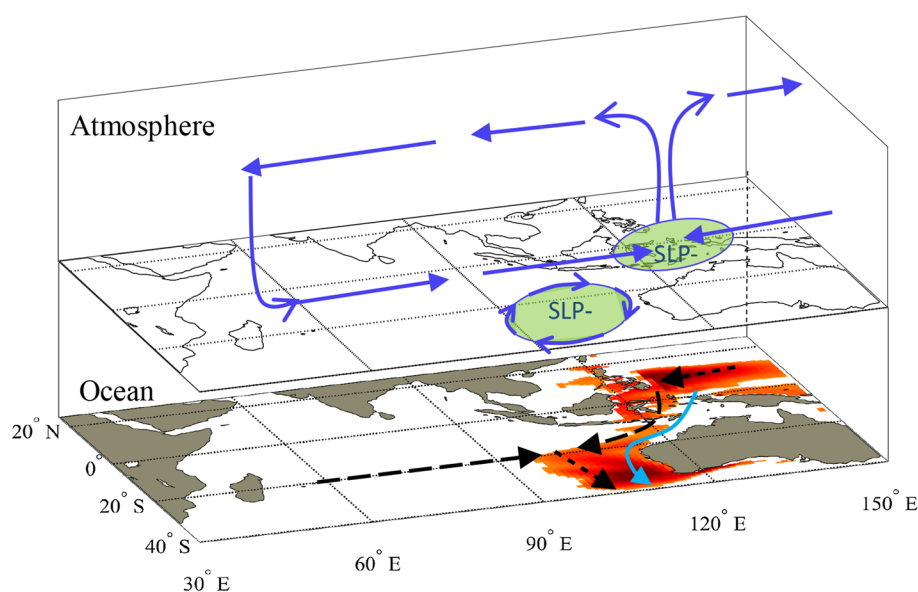 Atmosphere
SLP-
SLP-
Ocean
20° N
0°
20° S
40° S
30° E
60° E
90° E
120° E
150° E